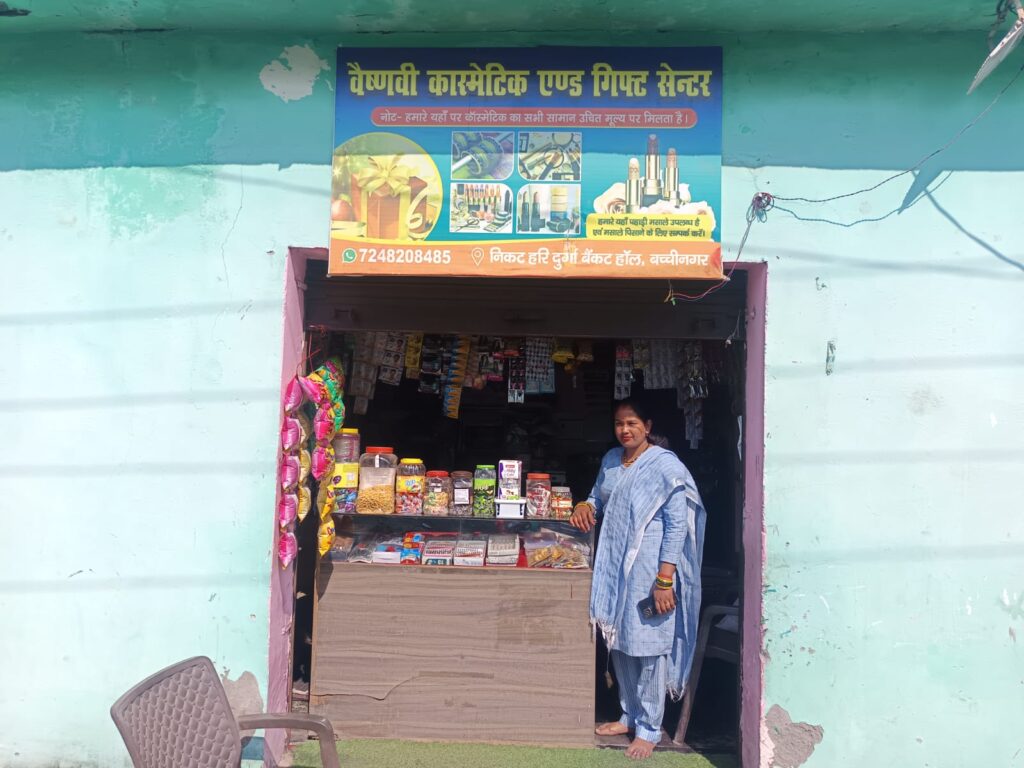 वैष्णवी कास्मेटिक एण्ड गिफ्ट सेन्टर
नोट- हमारे यहाँ पर कॉस्मेटिक का सभी सामान उचित मूल्य पर मिलता है।
हमारे यहाँ पहाड़ी मसाले उपलब्ध है
एवं मसाले पिसाने के लिए सम्पर्क करें।
7248208485 निकट हरि दुर्गा बैंकट हॉल, बच्चीनगर